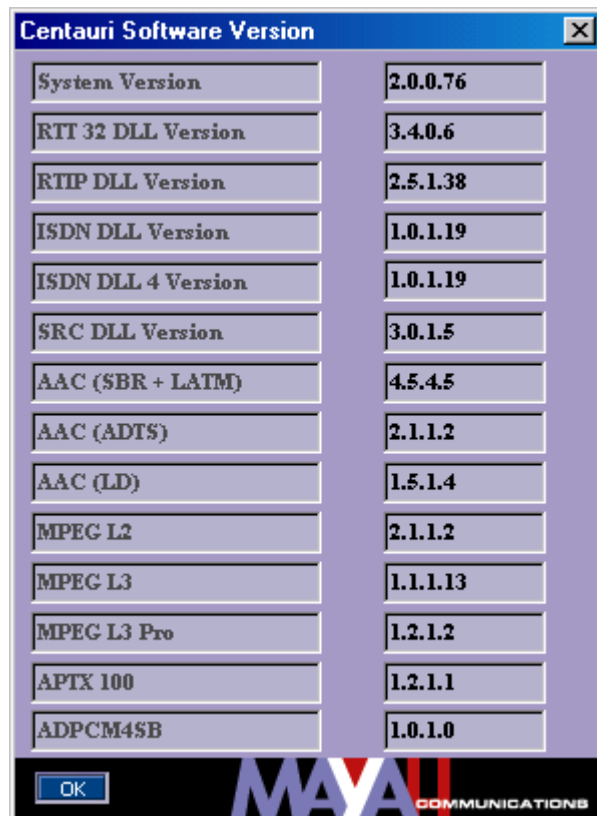 Centauri Software Version
System Version 2.0.0.76
RTT 32 DLL Version 3.4.0.6
RTIP DLL Version 2.5.1.38
ISDN DLL Version 1.0.1.19
ISDN DLL 4 Version 1.0.1.19
SRC DLL Version 3.0.1.5
AAC (SBR + LATM) 4.5.4.5
AAC (ADTS) 2.1.1.2
AAC (LD) 1.5.1.4
MPEG L2 2.1.1.2
MPEG L3 1.1.1.13
MPEG L3 Pro 1.2.1.2
APTX 100 1.2.1.1
ADPCM4SB 1.0.1.0
OK MAYAH COMMUNICATIONS